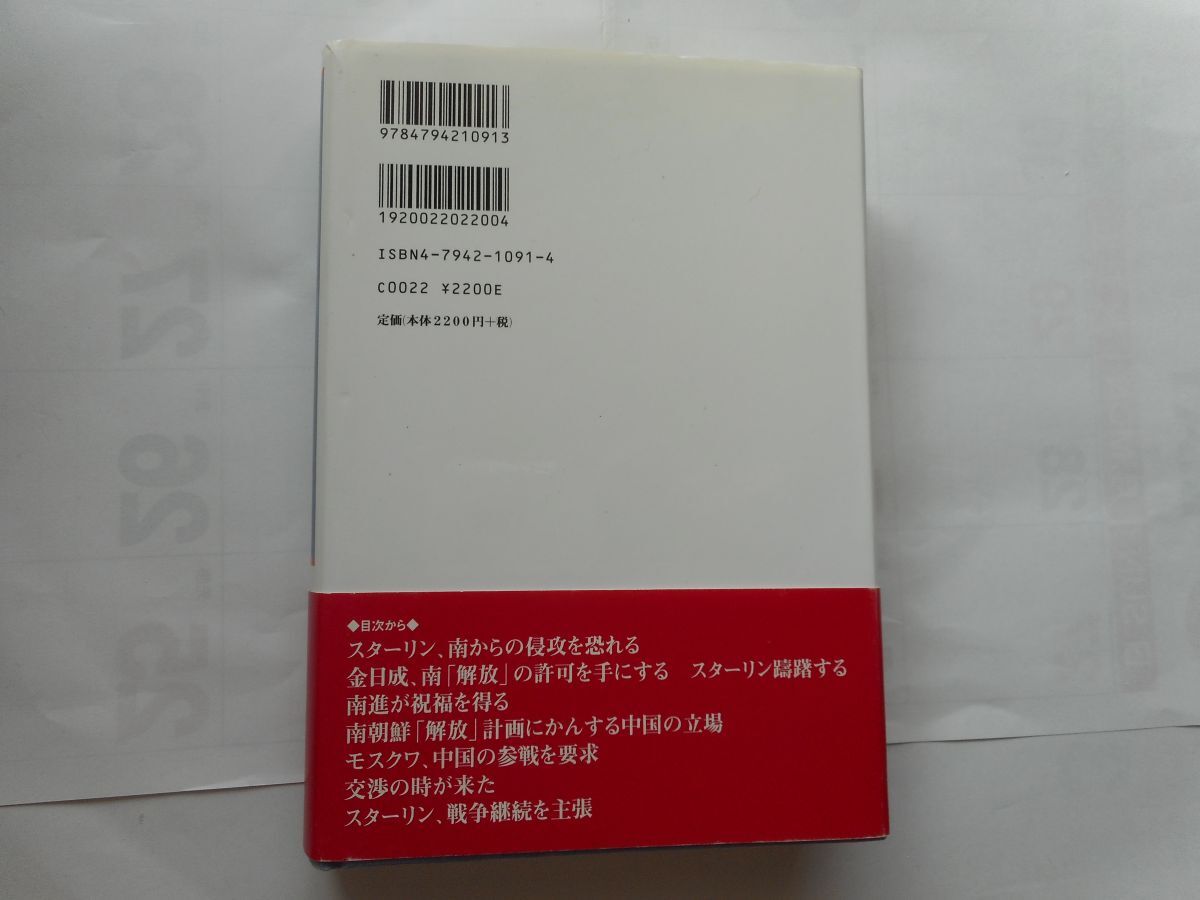 9784794210913
1920022022004
ISBN4-7942-1091-4
C0022 ¥2200E
定価(本体2200円+税)
◆目次から◆
スターリン、南からの侵攻を恐れる
金日成、南「解放」の許可を手にする　スターリン躊躇する
南進が祝福を得る
南朝鮮「解放」計画にかんする中国の立場
モスクワ、中国の参戦を要求
交渉の時が来た
スターリン、戦争継続を主張